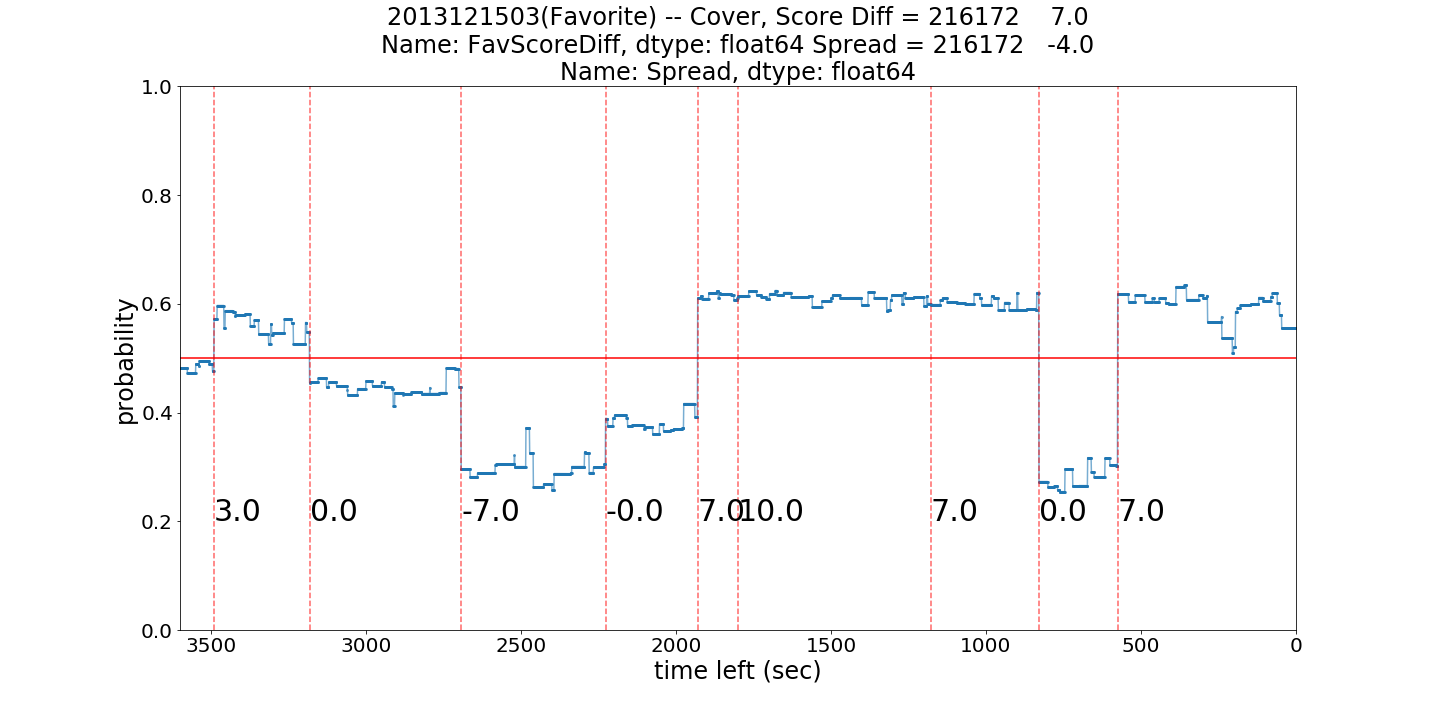 2013121503(Favorite) -- Cover, Score Diff = 216172    7.0
Name: FavScoreDiff, dtype: float64 Spread = 216172   -4.0
Name: Spread, dtype: float64
1.0
0.8
0.6
0.4
0.2
0.0
probability
3.0 0.0 -7.0 -0.0 7.0 10.0 7.0 0.0 7.0
3500 3000 2500 2000 1500 1000 500 0
time left (sec)